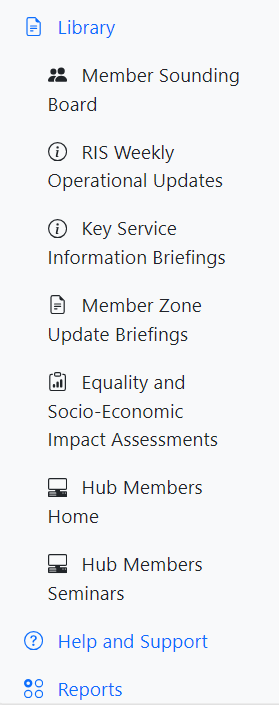 Library
Member Sounding
Board
RIS Weekly
Operational Updates
Key Service
Information Briefings
Member Zone
Update Briefings
Equality and
Socio-Economic
Impact Assessments
Hub Members
Home
Hub Members
Seminars
Help and Support
Reports